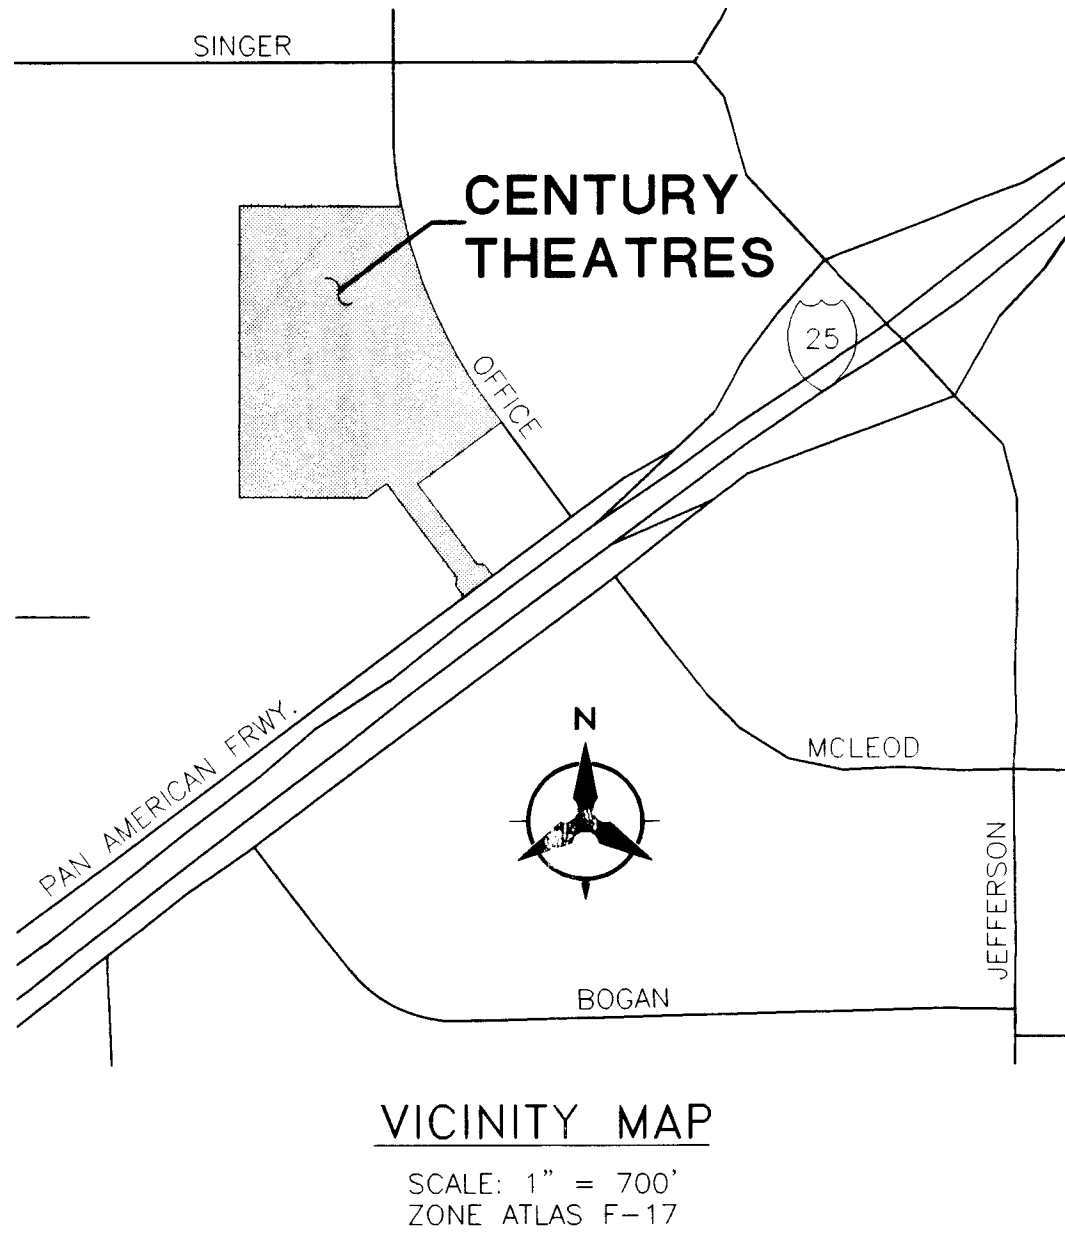 SINGER
CENTURY
THEATRES
25
OFFICE
PAN AMERICAN FRWY.
N
MCLEOD
JEFFERSON
BOGAN
VICINITY MAP
SCALE: 1" = 700'
ZONE ATLAS F-17